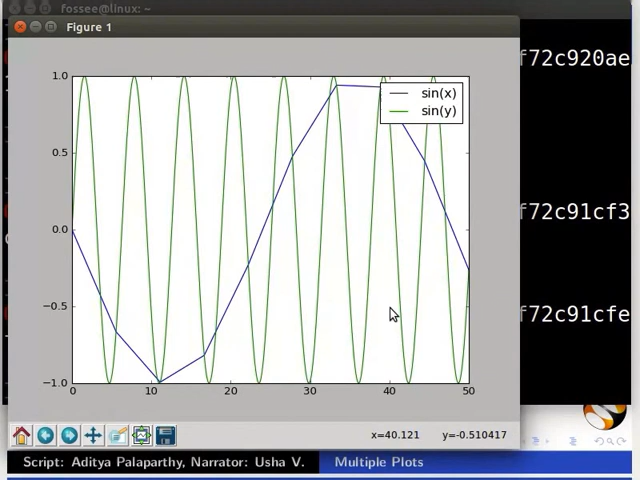 fossee@linux: ~
Figure 1
f72c920ae
1.0
sin(x)
sin(y)
0.5
f72c91cf3
0.0
f72c91cfe
−0.5
−1.0
0 10 20 30 40 50
x=40.121 y=-0.510417
Script: Aditya Palaparthy, Narrator: Usha V. Multiple Plots